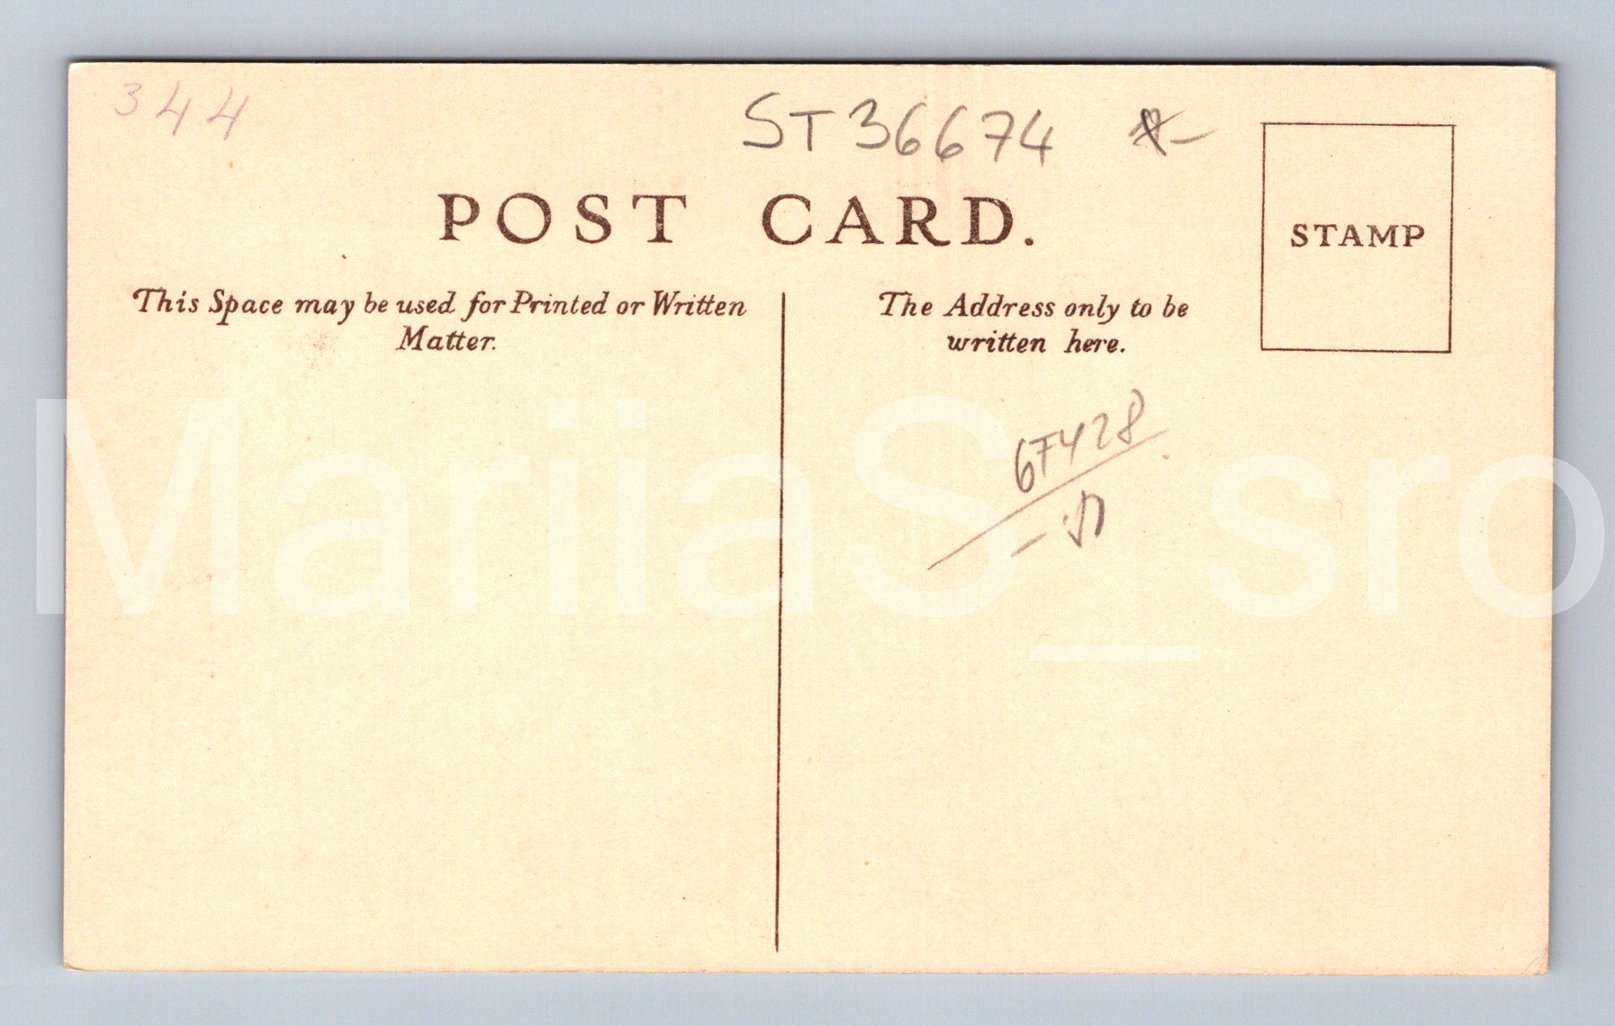 344
ST36674
POST CARD.
STAMP
This Space may be used for Printed or Written
Matter.
The Address only to be
written here.
67428
MariiaS_sro